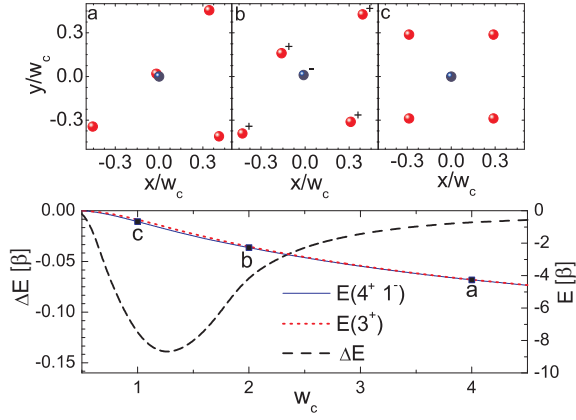 a b c
0.3
0.0
-0.3
y/w_c
+ + - + +
-0.3 0.0 0.3 -0.3 0.0 0.3 -0.3 0.0 0.3
x/w_c x/w_c x/w_c
0.00 0
-0.05 -2
-0.10 -4
-0.15 -6
-8
-10
ΔE [β]
E [β]
c b a
E(4⁺ 1⁻)
E(3⁺)
ΔE
1 2 3 4
w_c